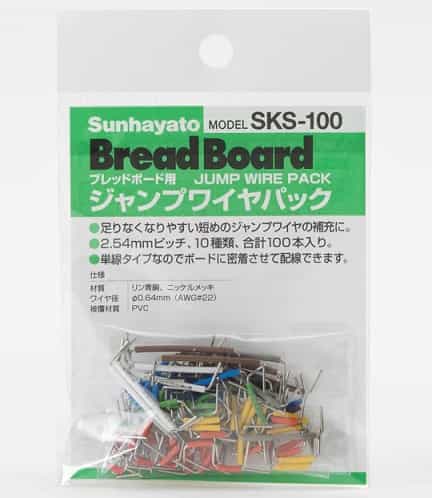 Sunhayato MODEL SKS-100
BreadBoard
ブレッドボード用 JUMP WIRE PACK
ジャンプワイヤパック
●足りなくなりやすい短めのジャンプワイヤの補充に。
●2.54mmピッチ、10種類、合計100本入り。
●単線タイプなのでボードに密着させて配線できます。
仕様
材質 リン青銅、ニッケルメッキ
ワイヤ径 φ0.64mm（AWG#22）
被覆材質 PVC